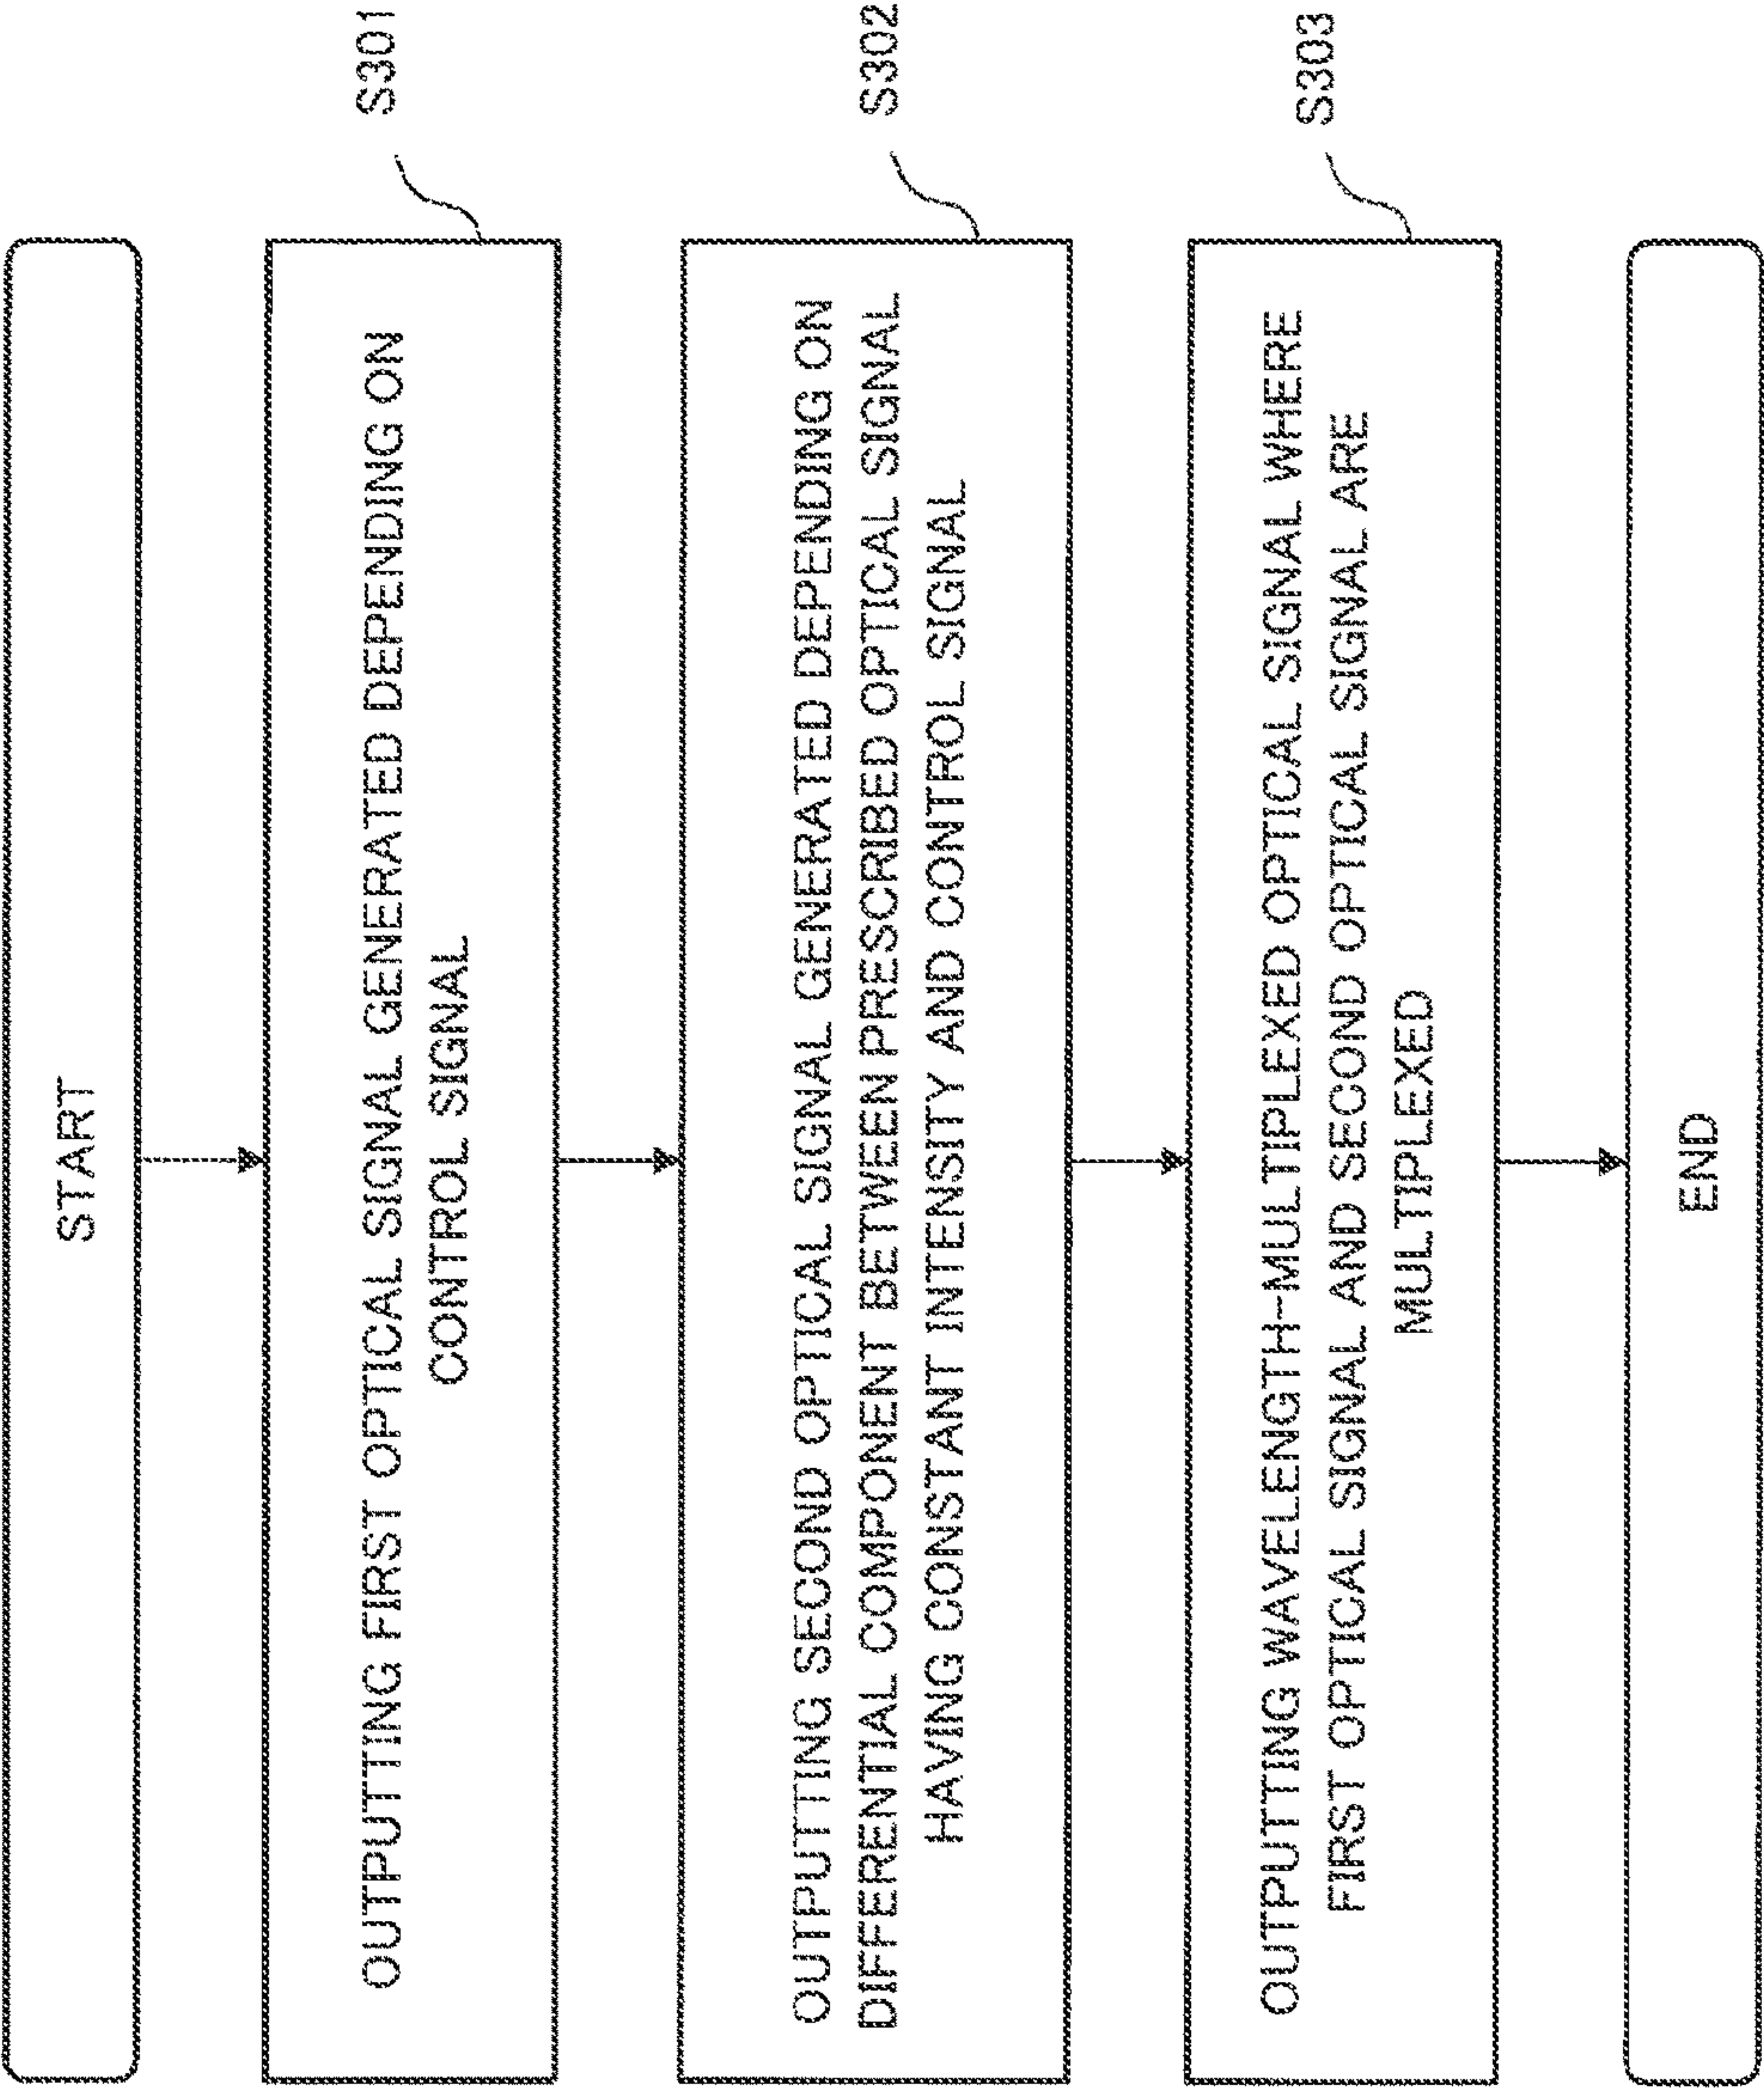 START
S301
OUTPUTTING FIRST OPTICAL SIGNAL GENERATED DEPENDING ON
CONTROL SIGNAL
S302
OUTPUTTING SECOND OPTICAL SIGNAL GENERATED DEPENDING ON
DIFFERENTIAL COMPONENT BETWEEN PRESCRIBED OPTICAL SIGNAL
HAVING CONSTANT INTENSITY AND CONTROL SIGNAL
S303
OUTPUTTING WAVELENGTH-MULTIPLEXED OPTICAL SIGNAL WHERE
FIRST OPTICAL SIGNAL AND SECOND OPTICAL SIGNAL ARE
MULTIPLEXED
END